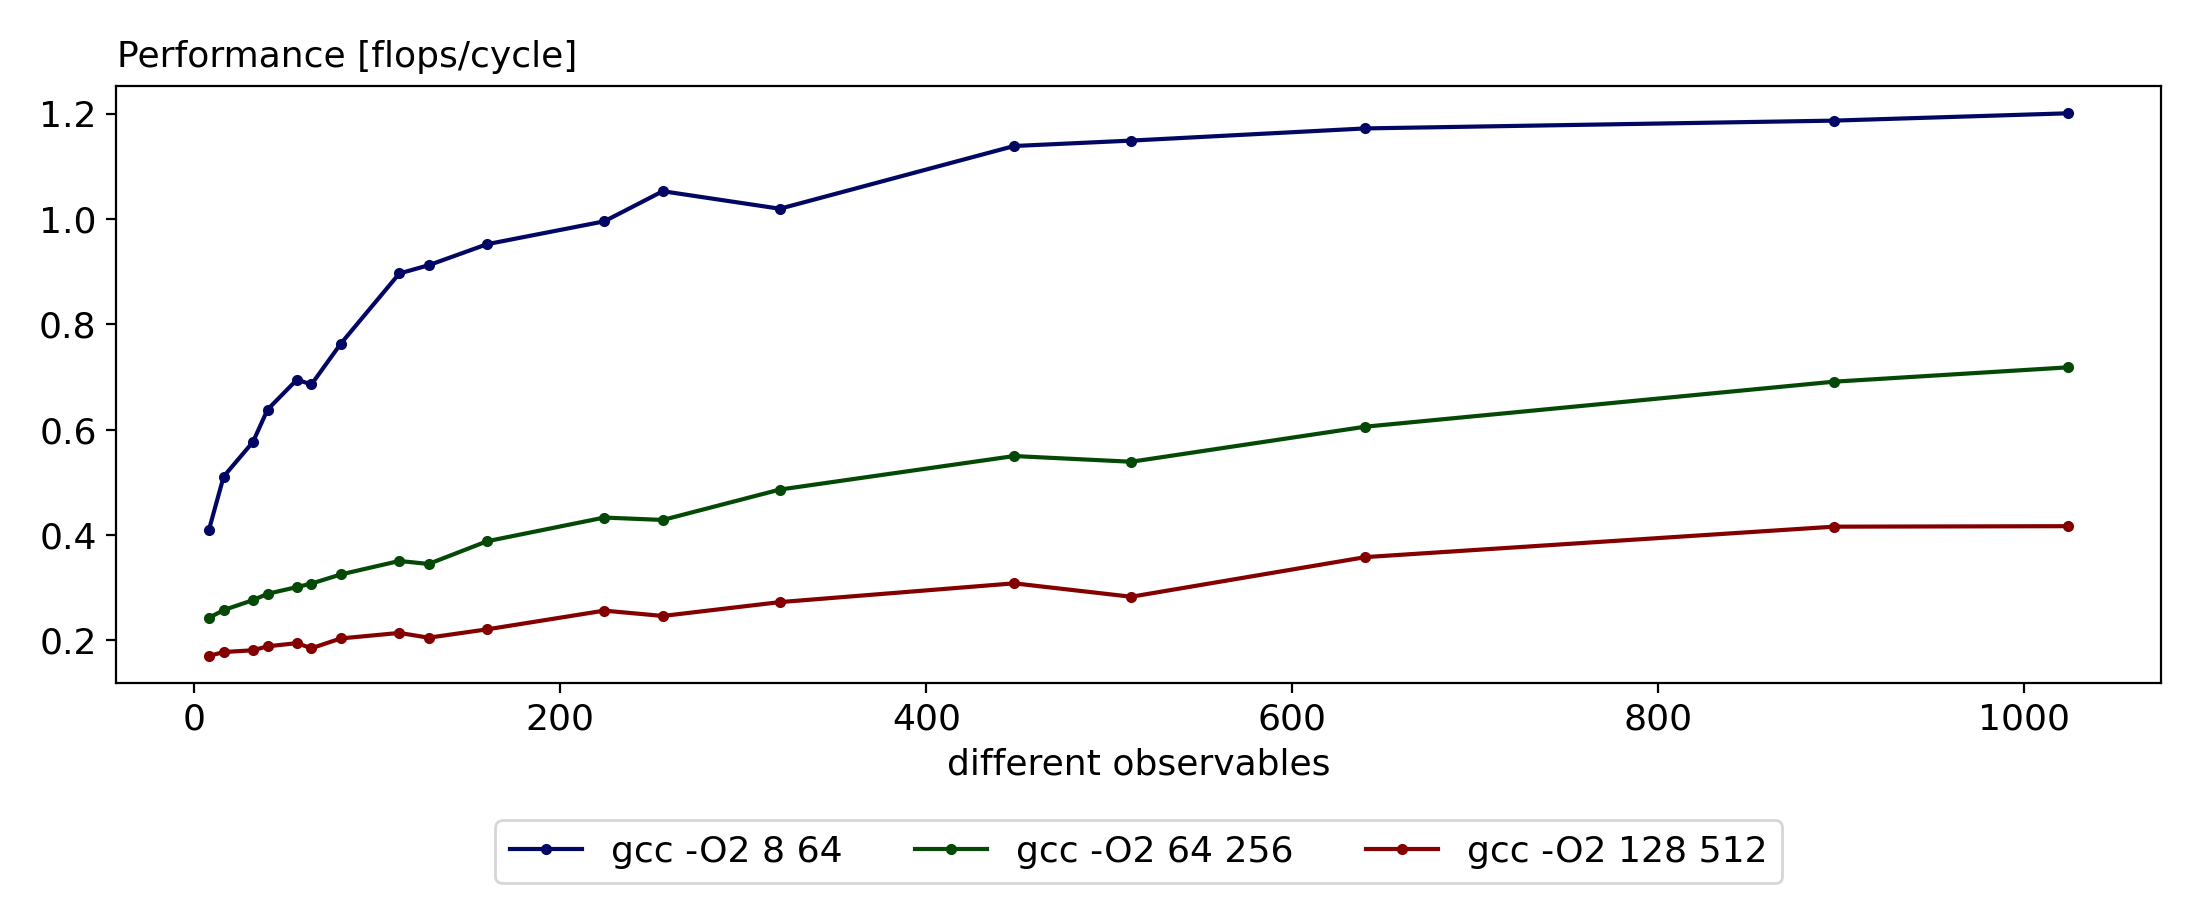 Performance [flops/cycle]
1.2
1.0
0.8
0.6
0.4
0.2
0 200 400 600 800 1000
different observables
gcc -O2 8 64 gcc -O2 64 256 gcc -O2 128 512